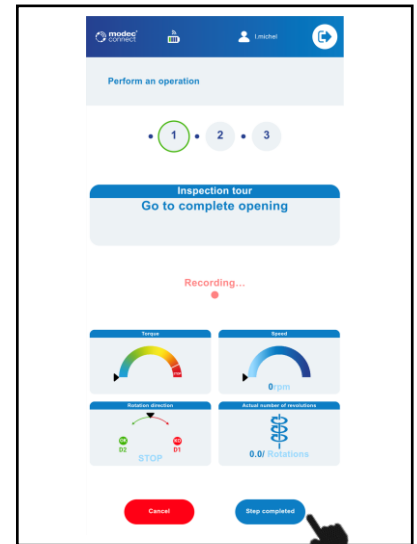 modec
connect
l.michel
Perform an operation
1
2
3
Inspection tour
Go to complete opening
Recording...
Torque
Speed
0rpm
Rotation direction
D2
D1
STOP
Actual number of revolutions
0.0/ Rotations
Cancel
Step completed